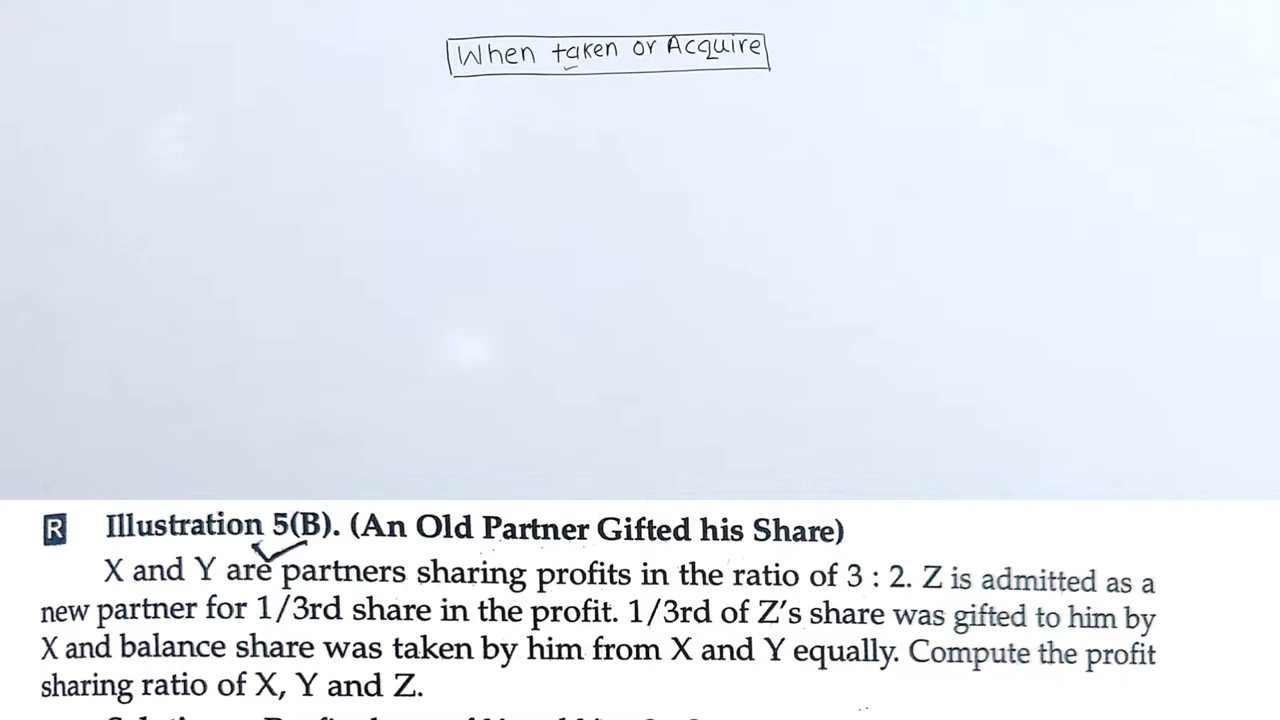 When taken or Acquire
R Illustration 5(B). (An Old Partner Gifted his Share)
X and Y are partners sharing profits in the ratio of 3 : 2. Z is admitted as a
new partner for 1/3rd share in the profit. 1/3rd of Z's share was gifted to him by
X and balance share was taken by him from X and Y equally. Compute the profit
sharing ratio of X, Y and Z.